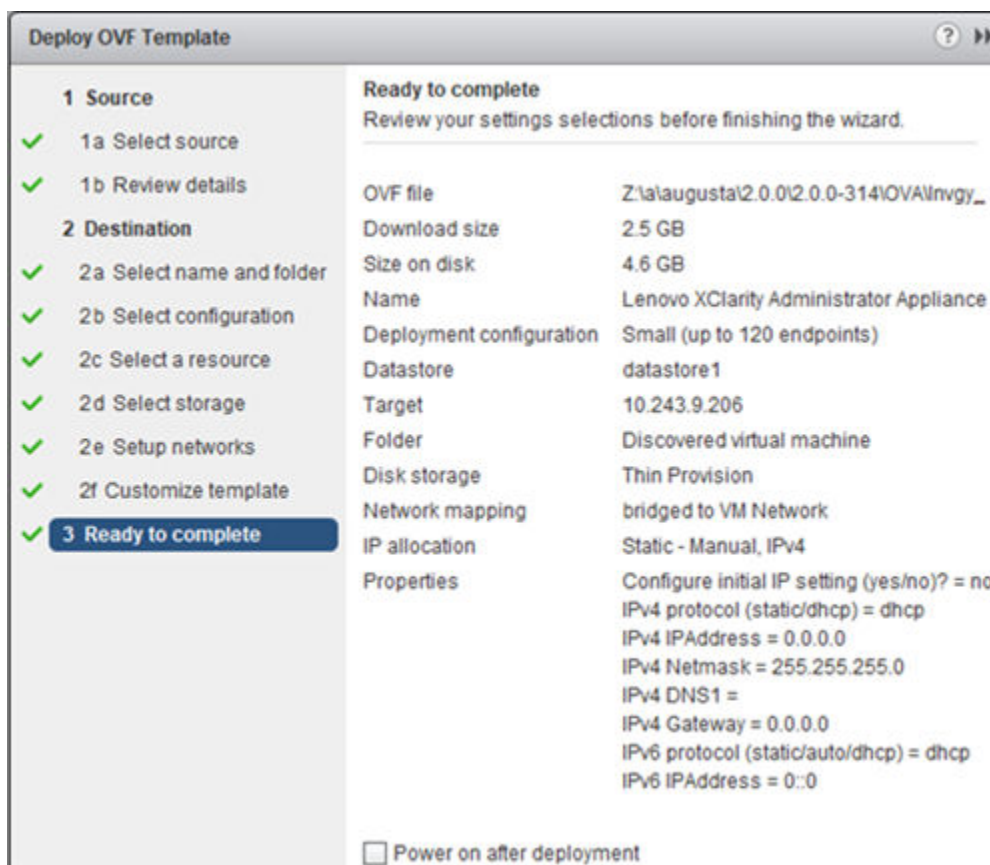 Deploy OVF Template
?
1 Source
1a Select source
1b Review details
2 Destination
2a Select name and folder
2b Select configuration
2c Select a resource
2d Select storage
2e Setup networks
2f Customize template
3 Ready to complete
Ready to complete
Review your settings selections before finishing the wizard.
OVF file Z:\a\augusta\2.0.0\2.0.0-314\OVA\Invgy_
Download size 2.5 GB
Size on disk 4.6 GB
Name Lenovo XClarity Administrator Appliance
Deployment configuration Small (up to 120 endpoints)
Datastore datastore1
Target 10.243.9.206
Folder Discovered virtual machine
Disk storage Thin Provision
Network mapping bridged to VM Network
IP allocation Static - Manual, IPv4
Properties Configure initial IP setting (yes/no)? = no
IPv4 protocol (static/dhcp) = dhcp
IPv4 IPAddress = 0.0.0.0
IPv4 Netmask = 255.255.255.0
IPv4 DNS1 =
IPv4 Gateway = 0.0.0.0
IPv6 protocol (static/auto/dhcp) = dhcp
IPv6 IPAddress = 0::0
Power on after deployment